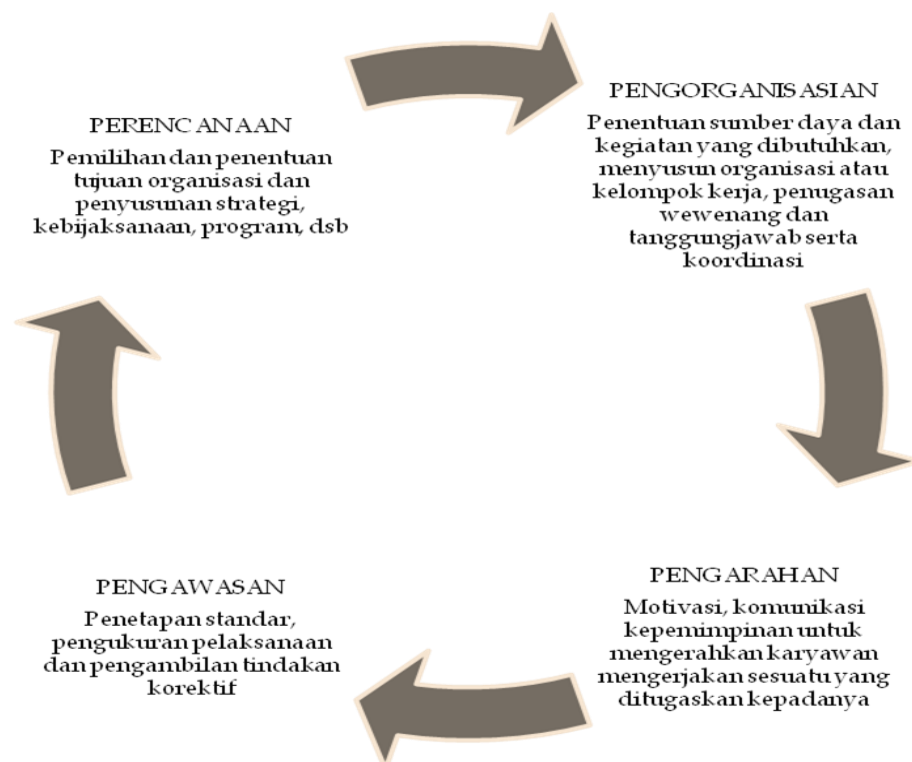 PERENCANAAN
Pemilihan dan penentuan
tujuan organisasi dan
penyusunan strategi,
kebijaksanaan, program, dsb
PENGORGANISASIAN
Penentuan sumber daya dan
kegiatan yang dibutuhkan,
menyusun organisasi atau
kelompok kerja, penugasan
wewenang dan
tanggungjawab serta
koordinasi
PENGARAHAN
Motivasi, komunikasi
kepemimpinan untuk
mengerahkan karyawan
mengerjakan sesuatu yang
ditugaskan kepadanya
PENGAWASAN
Penetapan standar,
pengukuran pelaksanaan
dan pengambilan tindakan
korektif